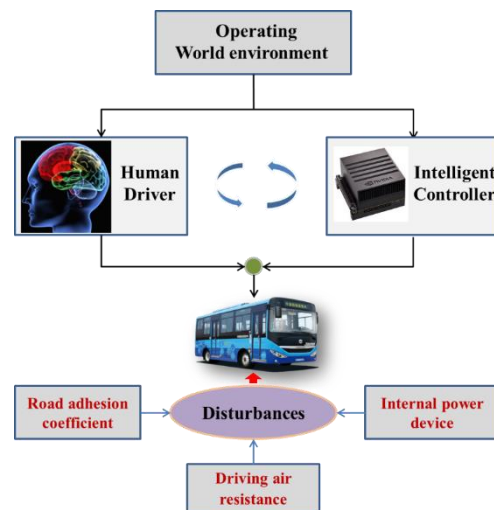 Operating
World environment
Human
Driver
Intelligent
Controller
Road adhesion
coefficient
Disturbances
Internal power
device
Driving air
resistance